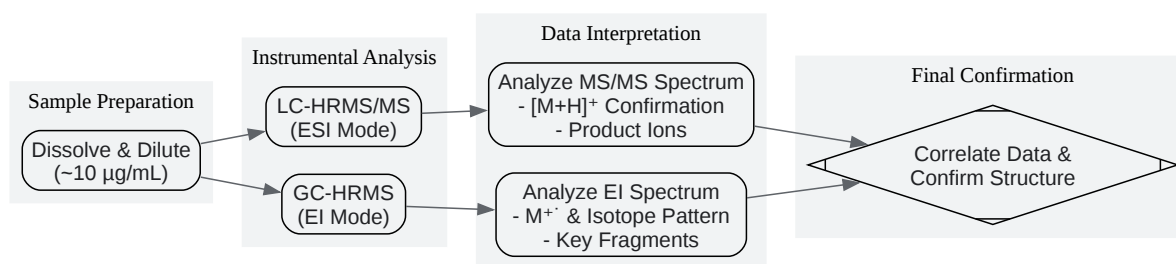 Sample Preparation
Dissolve & Dilute
(~10 µg/mL)
Instrumental Analysis
LC-HRMS/MS
(ESI Mode)
GC-HRMS
(EI Mode)
Data Interpretation
Analyze MS/MS Spectrum
- [M+H]⁺ Confirmation
- Product Ions
Analyze EI Spectrum
- M⁺˙ & Isotope Pattern
- Key Fragments
Final Confirmation
Correlate Data &
Confirm Structure